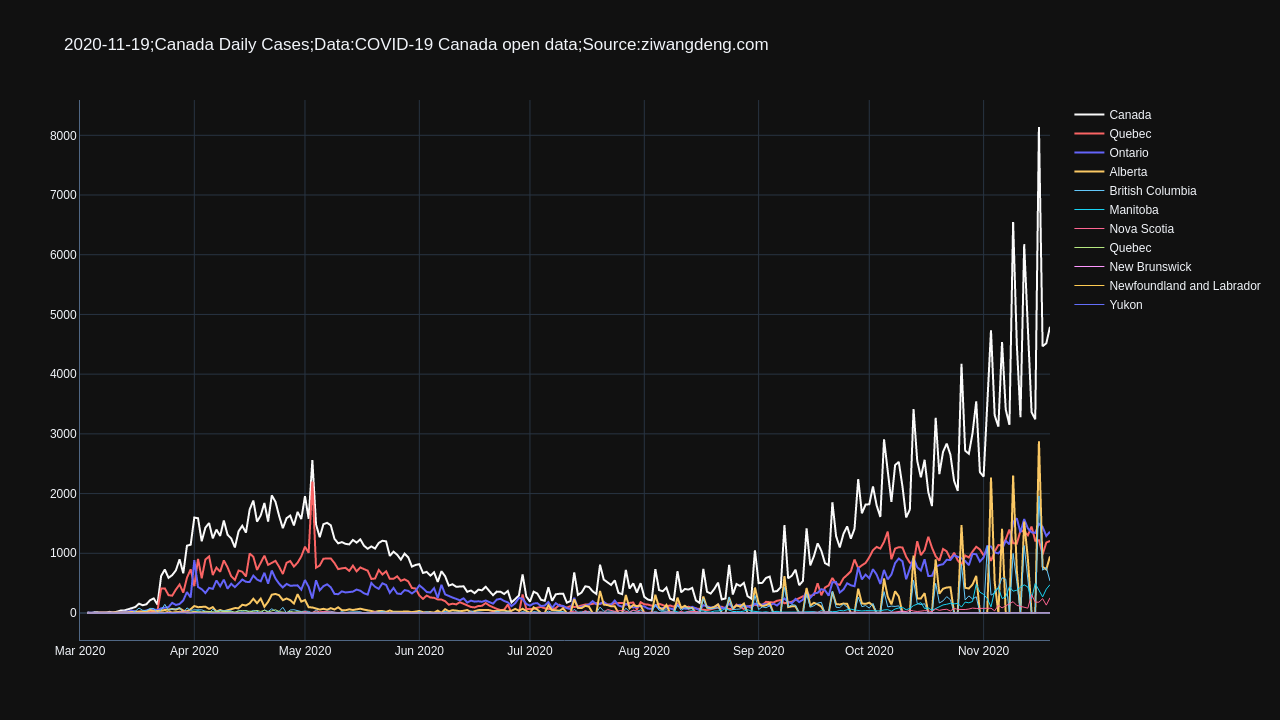 2020-11-19;Canada Daily Cases;Data:COVID-19 Canada open data;Source:ziwangdeng.com
8000
7000
6000
5000
4000
3000
2000
1000
0
Mar 2020
Apr 2020
May 2020
Jun 2020
Jul 2020
Aug 2020
Sep 2020
Oct 2020
Nov 2020
Canada
Quebec
Ontario
Alberta
British Columbia
Manitoba
Nova Scotia
Quebec
New Brunswick
Newfoundland and Labrador
Yukon